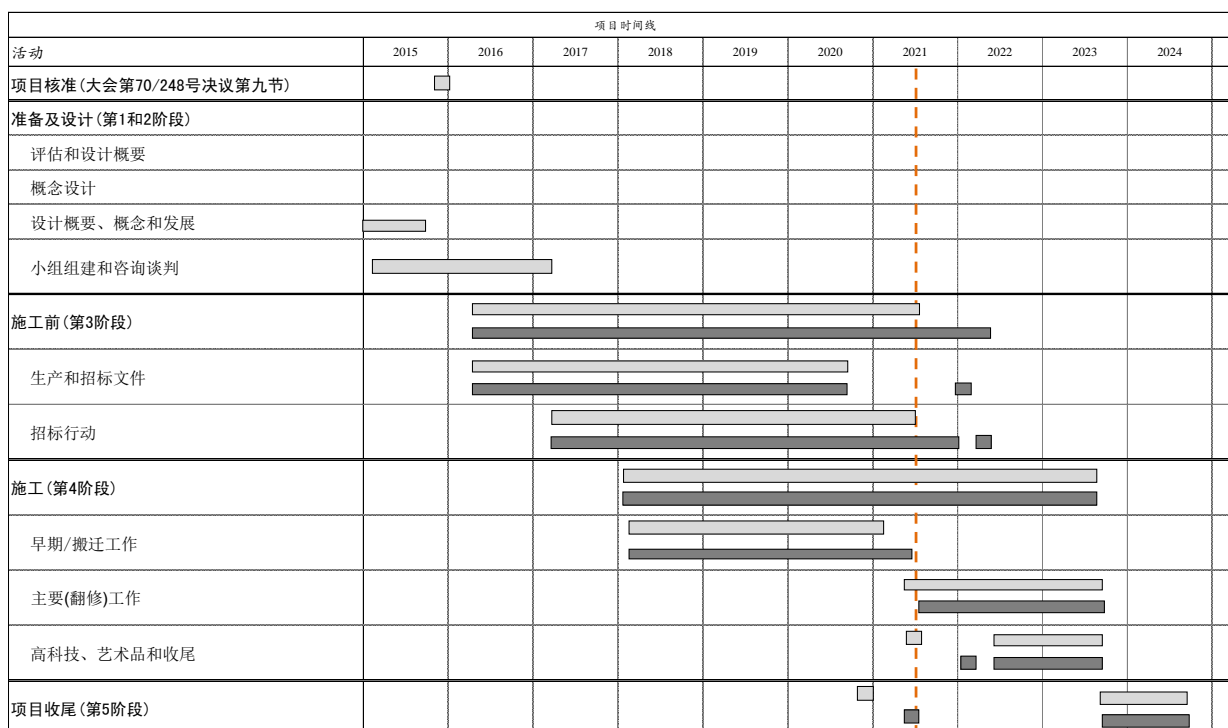 项目时间线
活动 2015 2016 2017 2018 2019 2020 2021 2022 2023 2024
项目核准(大会第70/248号决议第九节)
准备及设计(第1和2阶段)
评估和设计概要
概念设计
设计概要、概念和发展
小组组建和咨询谈判
施工前(第3阶段)
生产和招标文件
招标行动
施工(第4阶段)
早期/搬迁工作
主要(翻修)工作
高科技、艺术品和收尾
项目收尾(第5阶段)